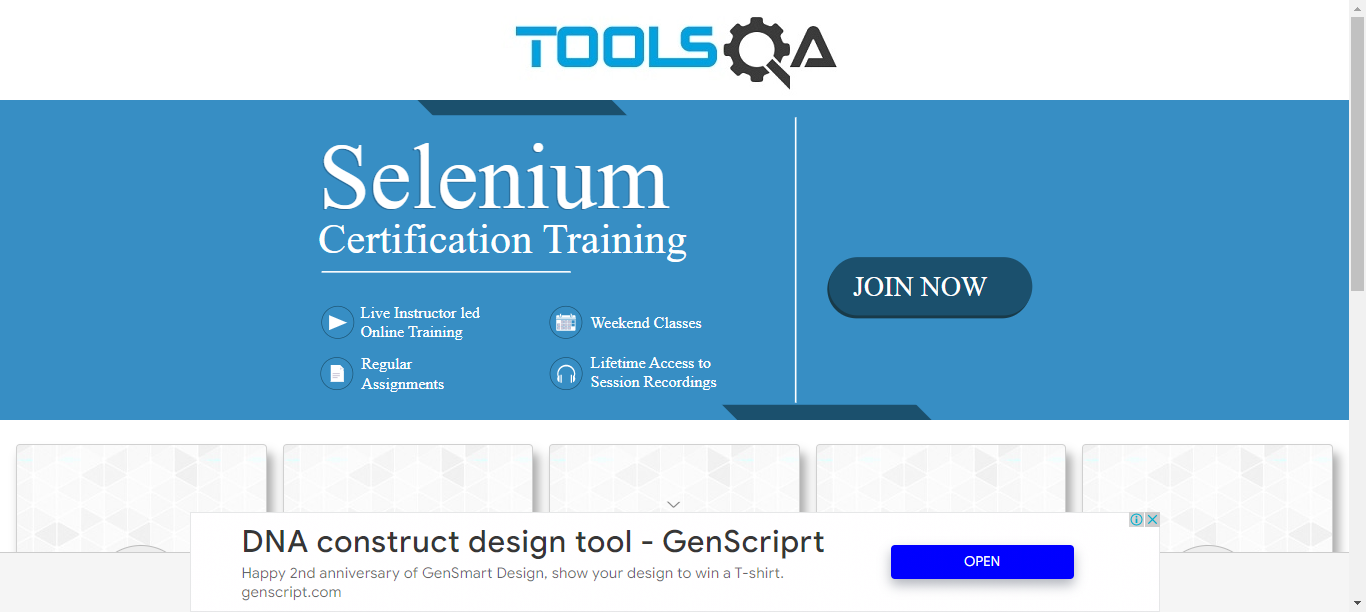 TOOLSQA
Selenium
Certification Training
JOIN NOW
Live Instructor led
Online Training
Weekend Classes
Regular
Assignments
Lifetime Access to
Session Recordings
DNA construct design tool - GenScriprt
Happy 2nd anniversary of GenSmart Design, show your design to win a T-shirt.
genscript.com
OPEN